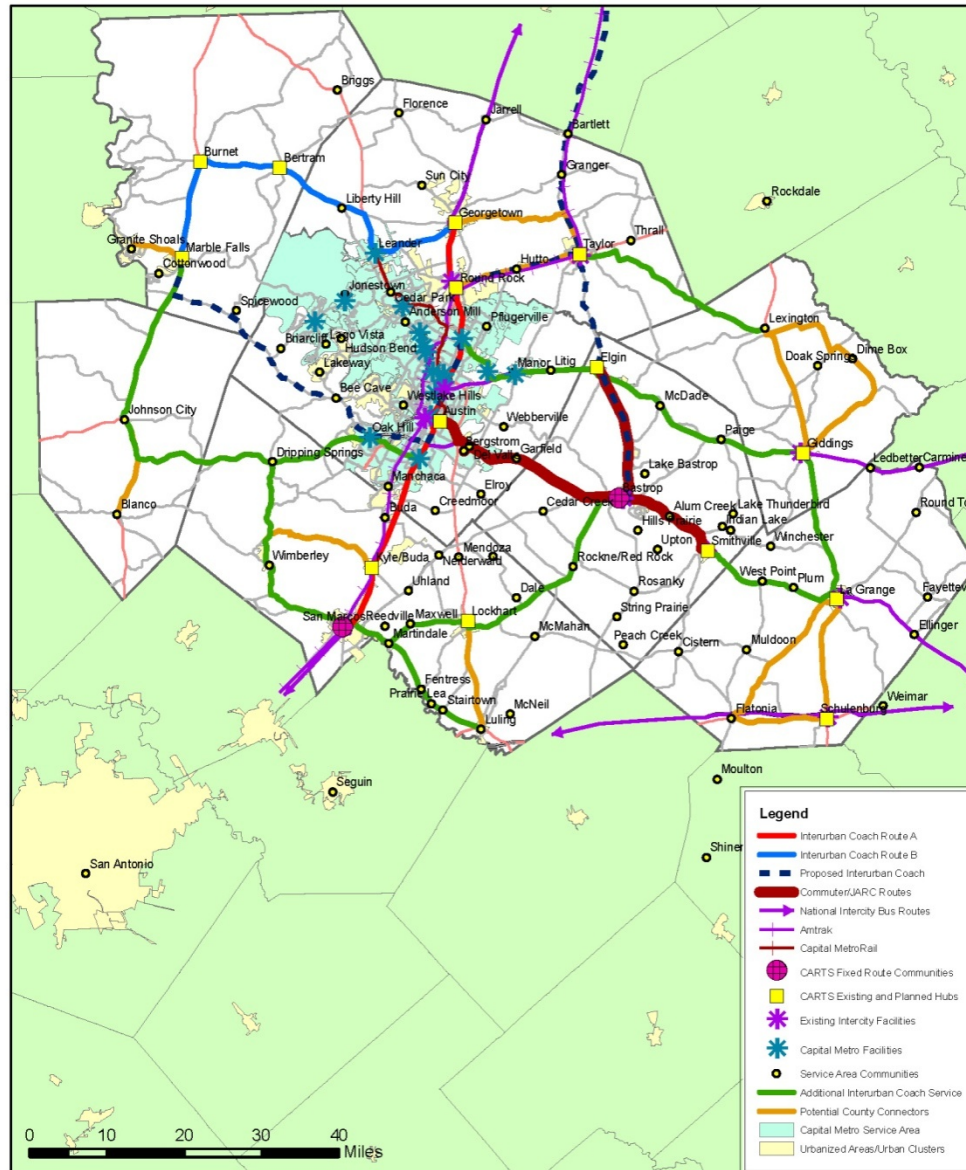 Briggs
Florence
Jarrell
Bartlett
Burnet
Bertram
Granger
Sun City
Rockdale
Liberty Hill
Georgetown
Thrall
Granite Shoals
Marble Falls
Leander
Taylor
Cottonwood
Hutto
Round Rock
Jonestown
Cedar Park
Spicewood
Anderson Mill
Pflugerville
Lexington
Briarclif
Lago Vista
Hudson Bend
Doak Springs
Dime Box
Manor
Litig
Elgin
Lakeway
Bee Cave
Westlake Hills
McDade
Johnson City
Austin
Webberville
Paige
Oak Hill
Giddings
Bergstrom
Del Valle
Garfield
Dripping Springs
Ledbetter
Carmine
Lake Bastrop
Manchaca
Elroy
Bastrop
Blanco
Creedmoor
Cedar Creek
Alum Creek
Lake Thunderbird
Round To
Buda
Hills Prairie
Indian Lake
Upton
Smithville
Winchester
Wimberley
Kyle/Buda
Mendoza
Neiderwald
Rockne/Red Rock
West Point
Plum
Uhland
Dale
Rosanky
La Grange
Fayettev
San Marcos
Reedville
Maxwell
Lockhart
String Prairie
Martindale
McMahan
Peach Creek
Cistern
Muldoon
Ellinger
Fentress
Prairie Lea
Stairtown
McNeil
Weimar
Luling
Flatonia
Schulenburg
Moulton
Seguin
Shiner
San Antonio
Legend
Interurban Coach Route A
Interurban Coach Route B
Proposed Interurban Coach
Commuter/JARC Routes
National Intercity Bus Routes
Amtrak
Capital MetroRail
CARTS Fixed Route Communities
CARTS Existing and Planned Hubs
Existing Intercity Facilities
Capital Metro Facilities
Service Area Communities
Additional Interurban Coach Service
Potential County Connectors
Capital Metro Service Area
Urbanized Areas/Urban Clusters
0 10 20 30 40
Miles